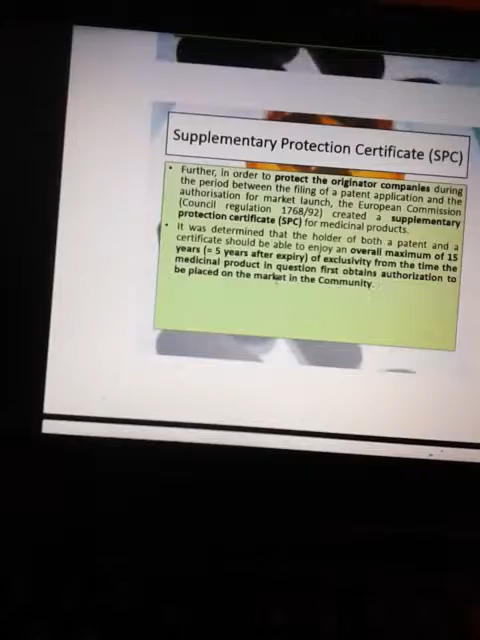 Supplementary Protection Certificate (SPC)
• Further, in order to protect the originator companies during
the period between the filing of a patent application and the
authorisation for market launch, the European Commission
(Council regulation 1768/92) created a supplementary
protection certificate (SPC) for medicinal products.
• It was determined that the holder of both a patent and a
certificate should be able to enjoy an overall maximum of 15
years (= 5 years after expiry) of exclusivity from the time the
medicinal product in question first obtains authorization to
be placed on the market in the Community.